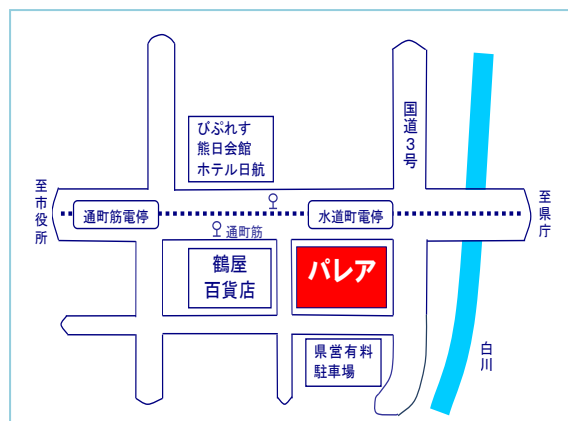 びぷれす
熊日会館
ホテル日航
国道３号
至市役所
通町筋電停
水道町電停
至県庁
通町筋
鶴屋
百貨店
パレア
県営有料
駐車場
白川